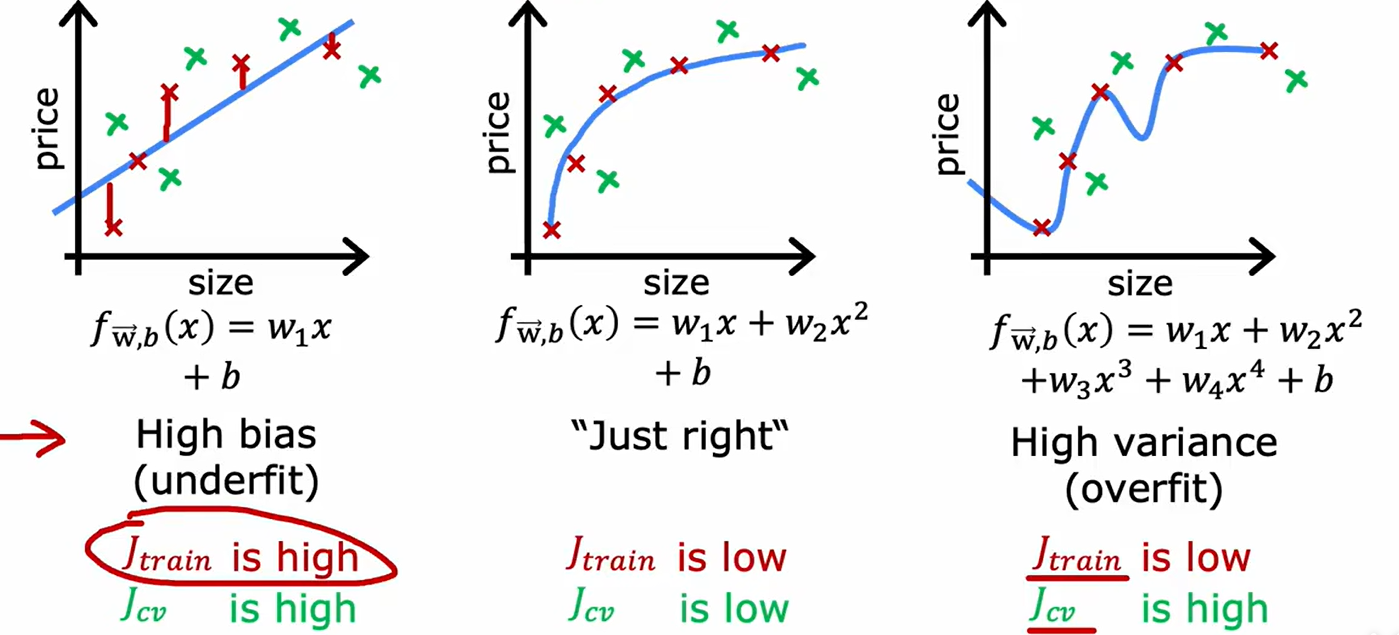 price
size
f_{\vec{w},b}(x) = w_1x
+ b
High bias
(underfit)
J_{train} is high
J_{cv} is high
price
size
f_{\vec{w},b}(x) = w_1x + w_2x^2
+ b
“Just right“
J_{train} is low
J_{cv} is low
price
size
f_{\vec{w},b}(x) = w_1x + w_2x^2
+w_3x^3 + w_4x^4 + b
High variance
(overfit)
J_{train} is low
J_{cv} is high